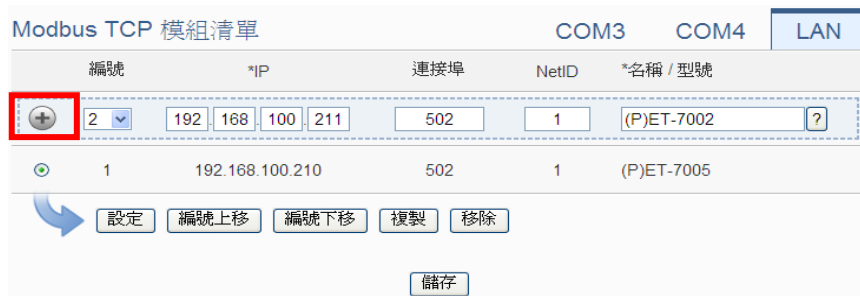 Modbus TCP 模組清單 COM3 COM4 LAN
編號 *IP 連接埠 NetID *名稱 / 型號
2 192 . 168 . 100 . 211 502 1 (P)ET-7002 ?
1 192.168.100.210 502 1 (P)ET-7005
設定 編號上移 編號下移 複製 移除
儲存